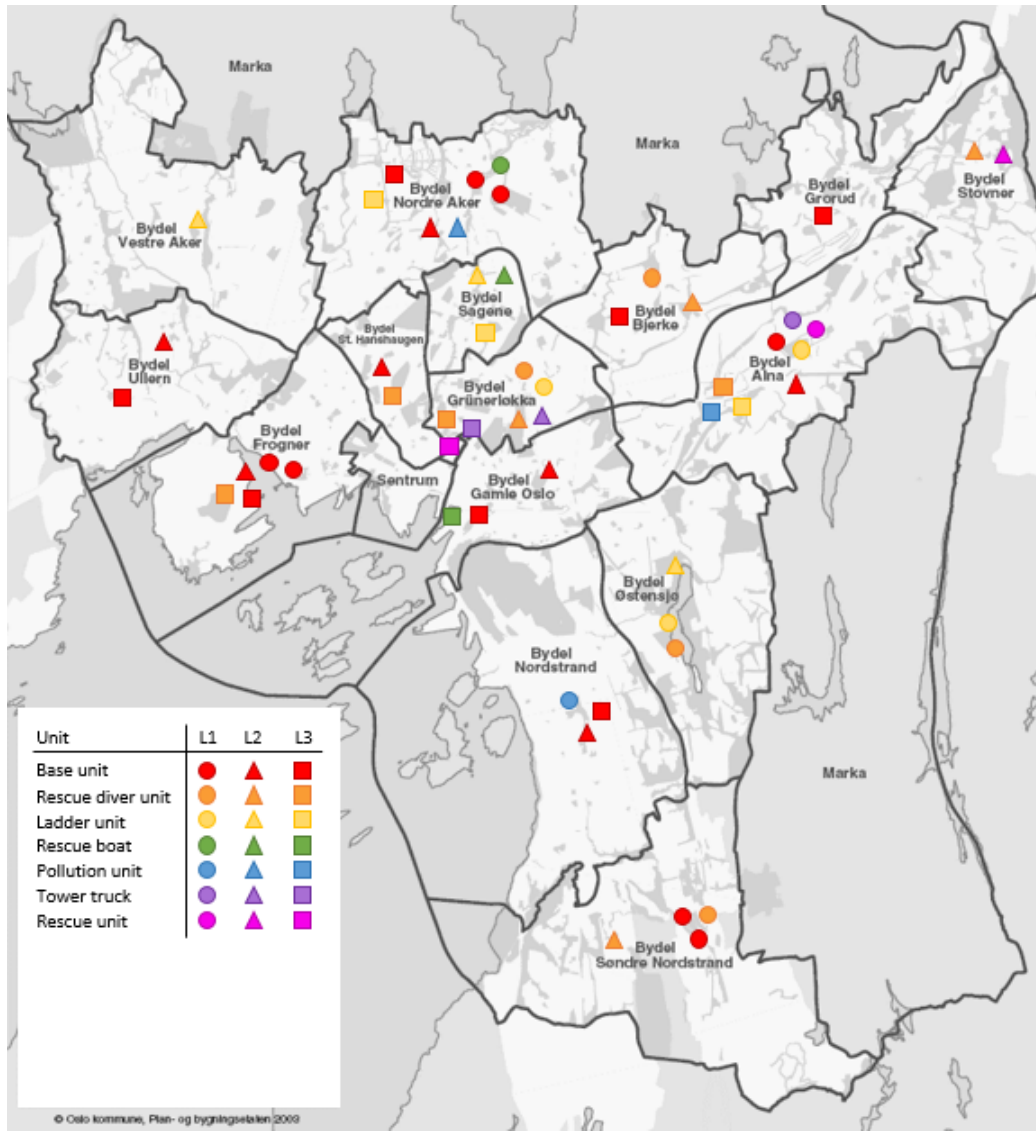 Marka
Marka
Bydel
Stovner
Bydel
Nordre Aker
Bydel
Grorud
Bydel
Vestre Aker
Bydel
Sagene
Bydel
Bjerke
Bydel
St. Hanshaugen
Bydel
Ullern
Bydel
Alna
Bydel
Grünerløkka
Bydel
Frogner
Sentrum
Bydel
Gamle Oslo
Bydel
Østensjø
Bydel
Nordstrand
Marka
Bydel
Søndre Nordstrand
Unit L1 L2 L3
Base unit
Rescue diver unit
Ladder unit
Rescue boat
Pollution unit
Tower truck
Rescue unit
© Oslo kommune, Plan- og bygningsetaten 2003